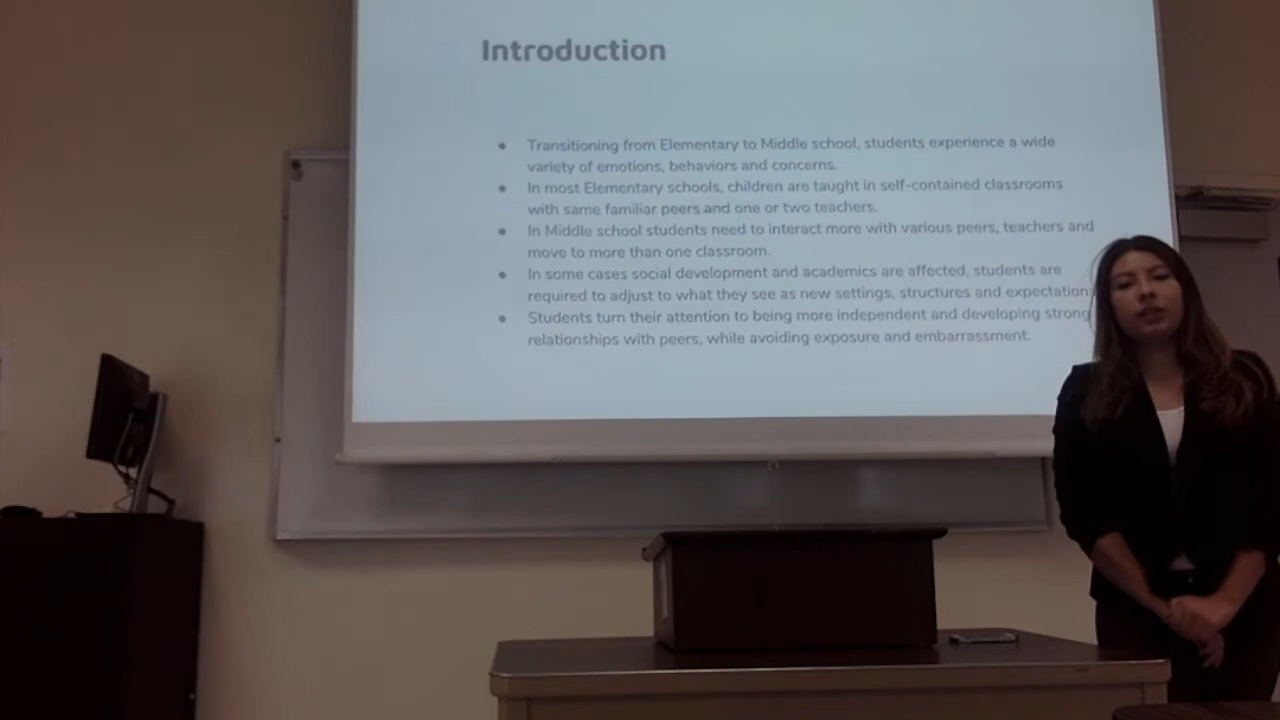 Introduction
• Transitioning from Elementary to Middle school, students experience a wide
variety of emotions, behaviors and concerns.
• In most Elementary schools, children are taught in self-contained classrooms
with same familiar peers and one or two teachers.
• In Middle school students need to interact more with various peers, teachers and
move to more than one classroom.
• In some cases social development and academics are affected, students are
required to adjust to what they see as new settings, structures and expectation
• Students turn their attention to being more independent and developing strong
relationships with peers, while avoiding exposure and embarrassment.